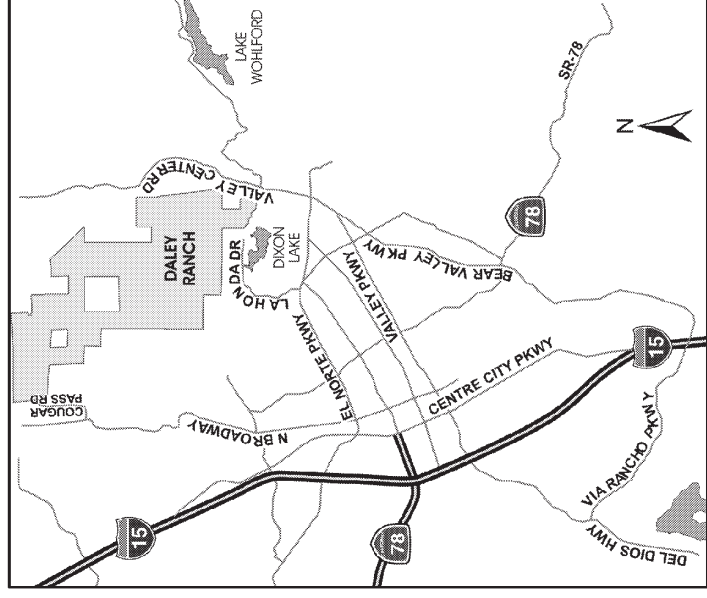 LAKE
WOHLFORD
SR-78
N
VALLEY CENTER RD
DALEY
RANCH
DIXON
LAKE
LA HONDA DR
78
BEAR VALLEY PKWY
VALLEY PKWY
EL NORTE PKWY
COUGAR
PASS RD
N BROADWAY
CENTRE CITY PKWY
15
15
78
VIA RANCHO PKWY
DEL DIOS HWY